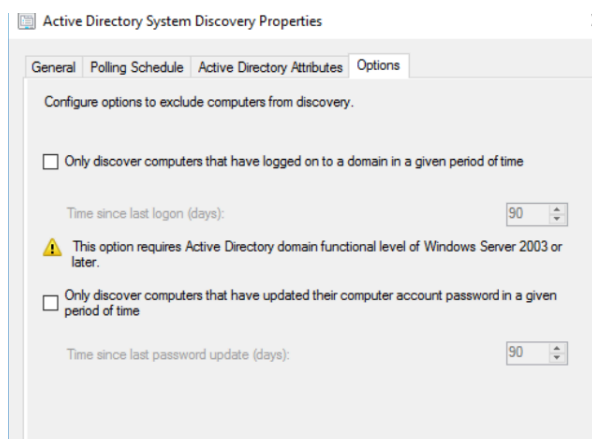 Active Directory System Discovery Properties
General Polling Schedule Active Directory Attributes Options
Configure options to exclude computers from discovery.
Only discover computers that have logged on to a domain in a given period of time
Time since last logon (days): 90
This option requires Active Directory domain functional level of Windows Server 2003 or
later.
Only discover computers that have updated their computer account password in a given
period of time
Time since last password update (days): 90